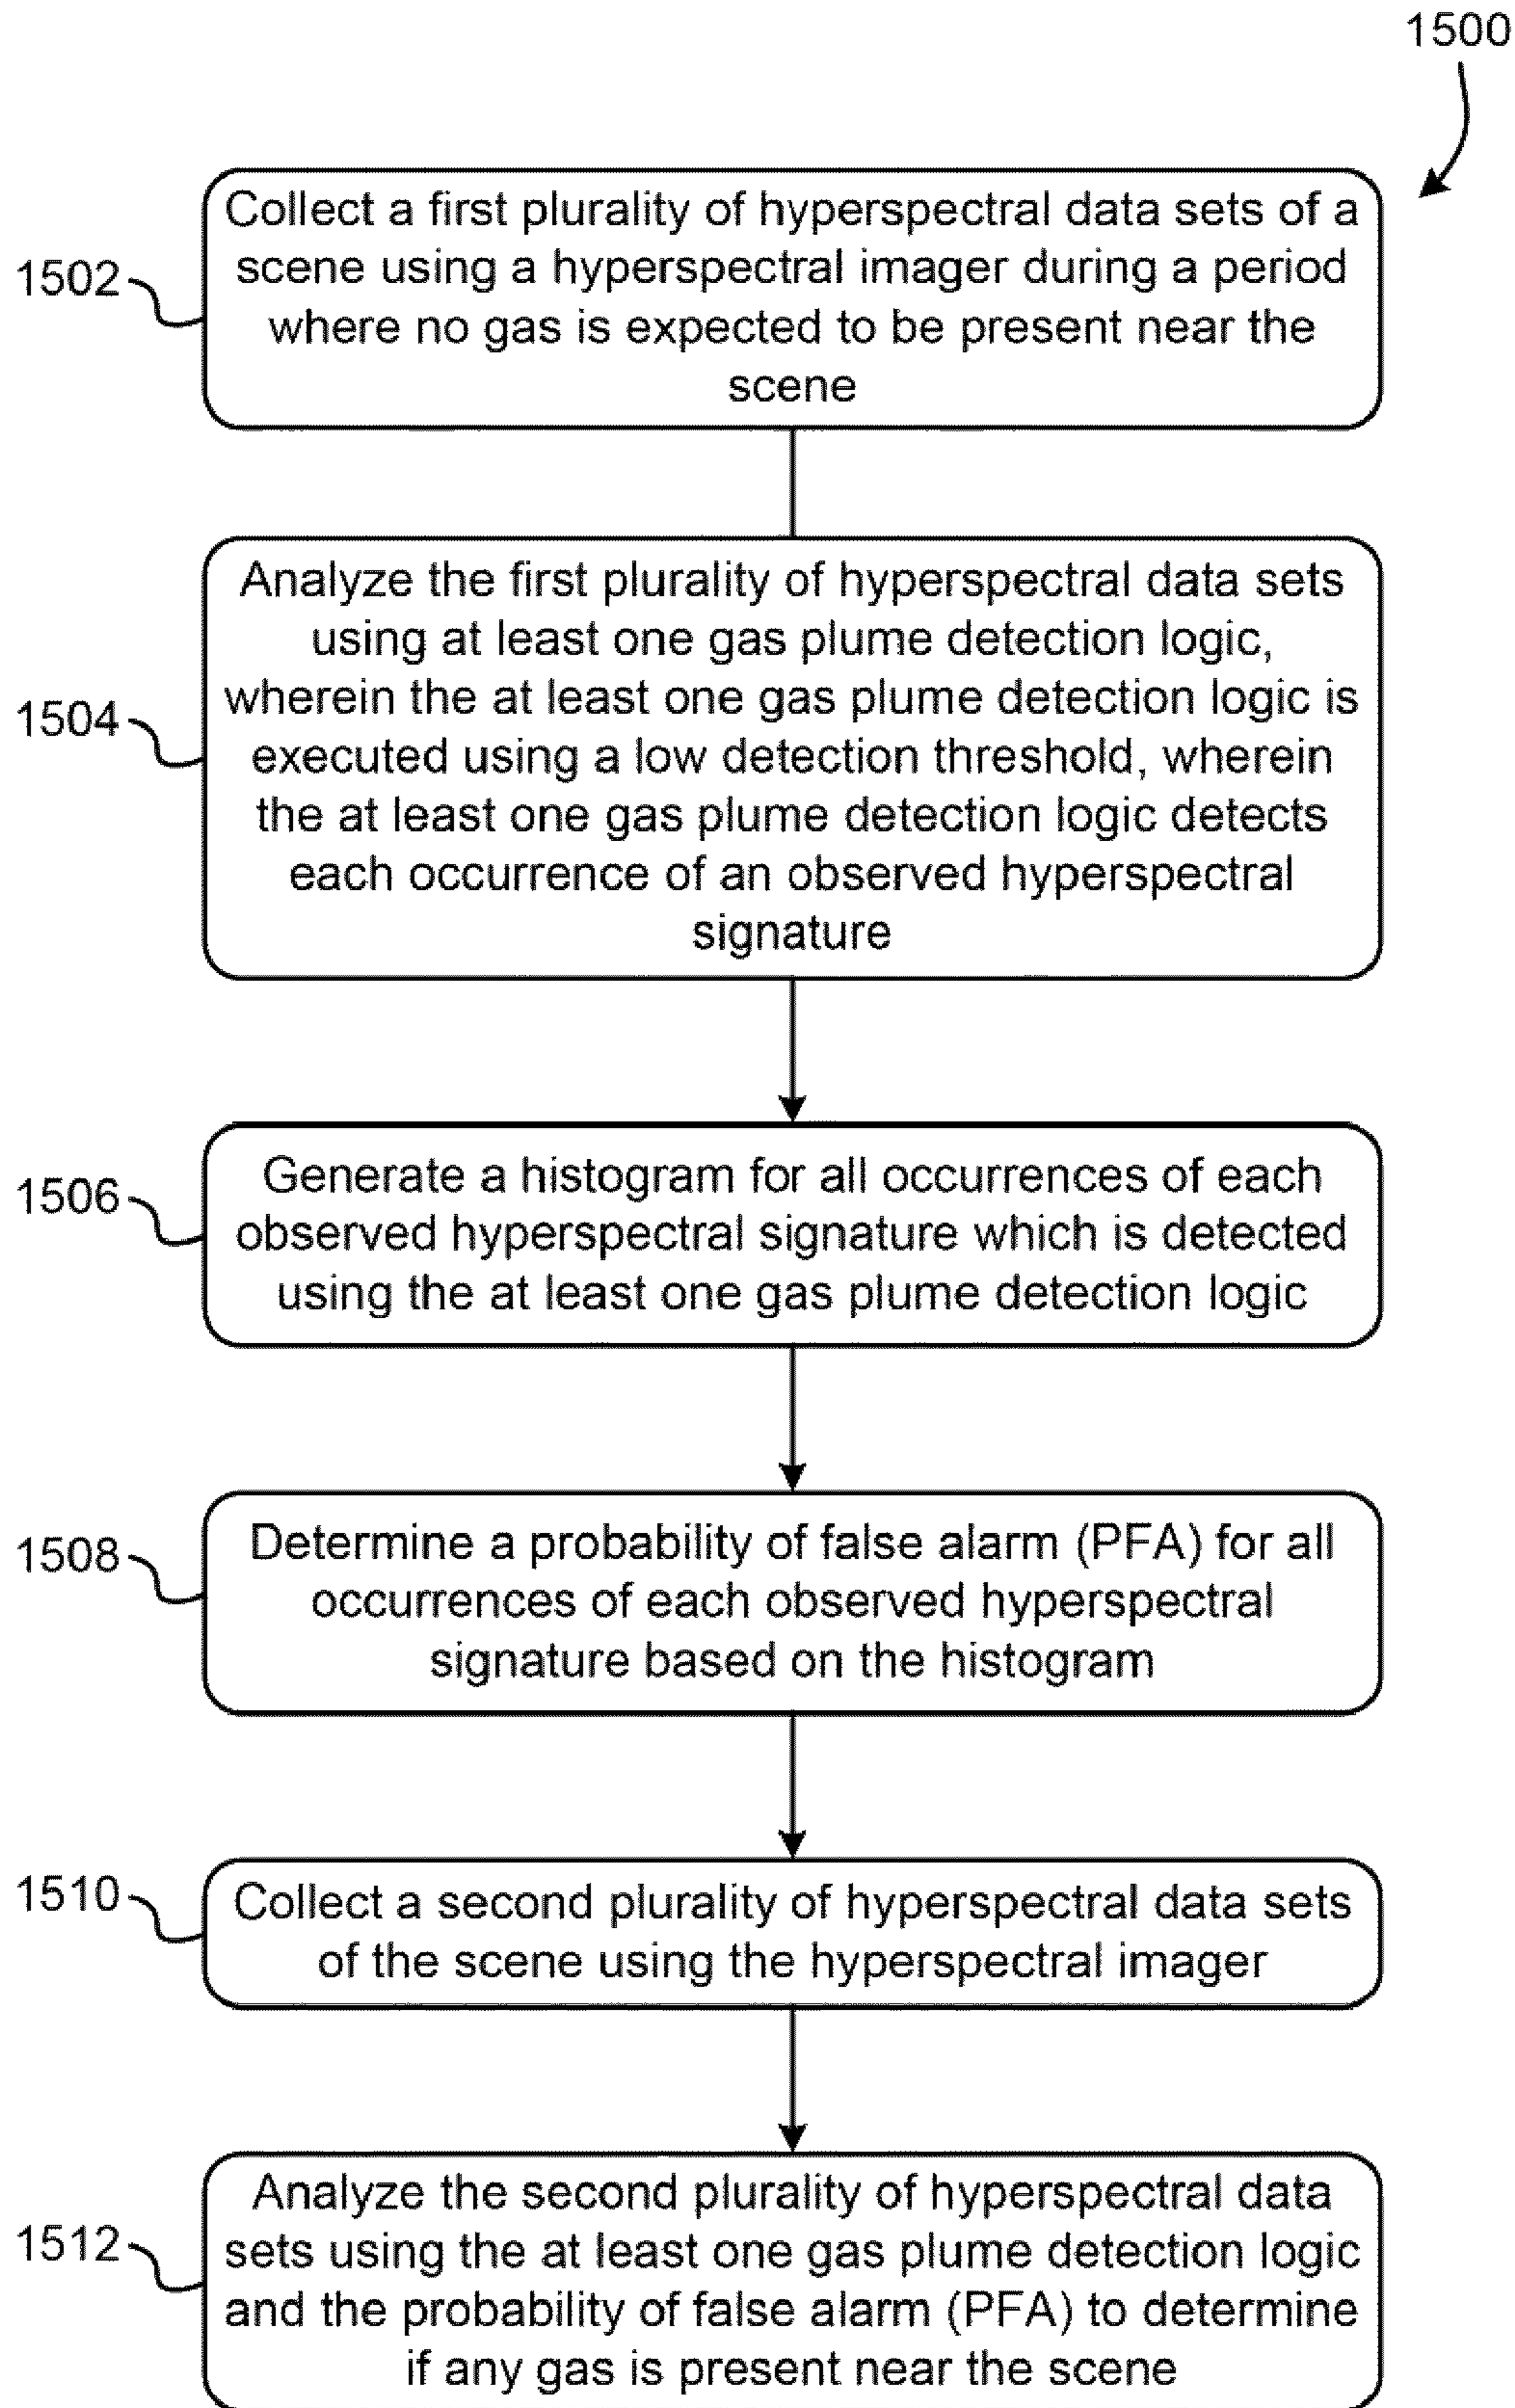 1500
1502
Collect a first plurality of hyperspectral data sets of a
scene using a hyperspectral imager during a period
where no gas is expected to be present near the
scene
1504
Analyze the first plurality of hyperspectral data sets
using at least one gas plume detection logic,
wherein the at least one gas plume detection logic is
executed using a low detection threshold, wherein
the at least one gas plume detection logic detects
each occurrence of an observed hyperspectral
signature
1506
Generate a histogram for all occurrences of each
observed hyperspectral signature which is detected
using the at least one gas plume detection logic
1508
Determine a probability of false alarm (PFA) for all
occurrences of each observed hyperspectral
signature based on the histogram
1510
Collect a second plurality of hyperspectral data sets
of the scene using the hyperspectral imager
1512
Analyze the second plurality of hyperspectral data
sets using the at least one gas plume detection logic
and the probability of false alarm (PFA) to determine
if any gas is present near the scene